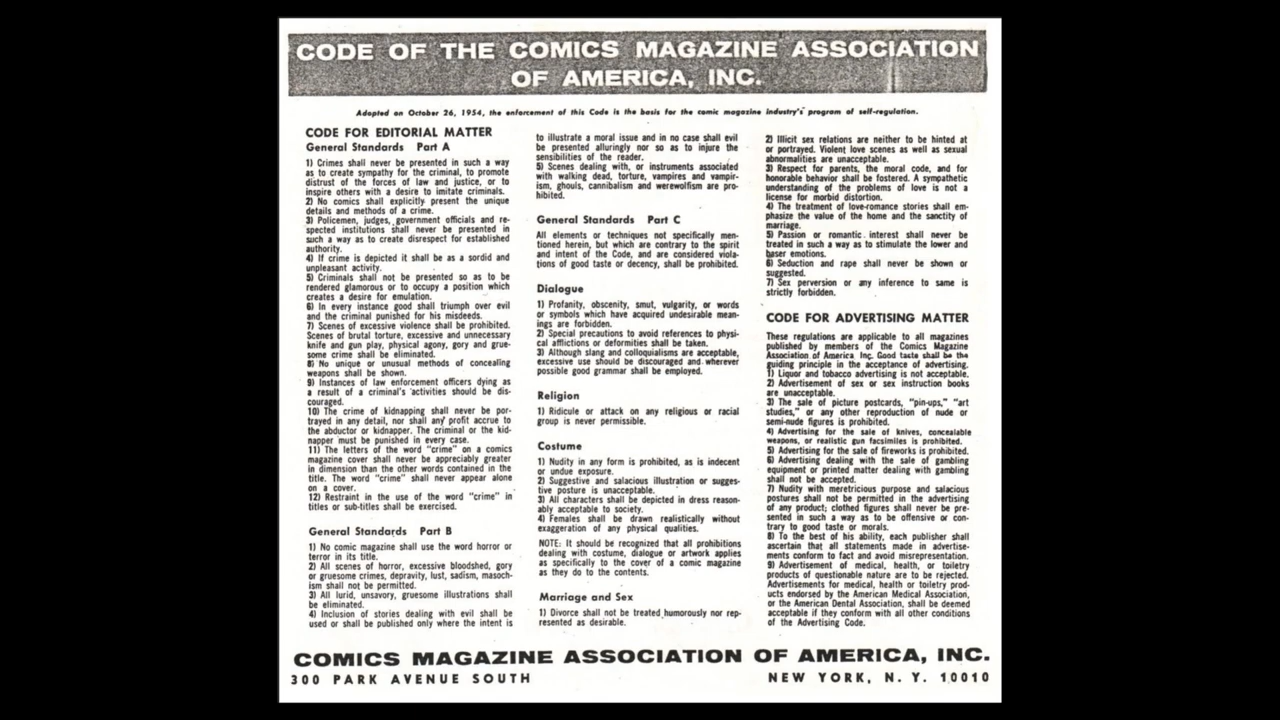 CODE OF THE COMICS MAGAZINE ASSOCIATION
OF AMERICA, INC.
Adopted on October 26, 1954, the enforcement of this Code is the basis for the comic magazine industry's program of self-regulation.
CODE FOR EDITORIAL MATTER
General Standards Part A
1) Crimes shall never be presented in such a way
as to create sympathy for the criminal, to promote
distrust of the forces of law and justice, or to
inspire others with a desire to imitate criminals.
2) No comics shall explicitly present the unique
details and methods of a crime.
3) Policemen, judges, government officials and re-
spected institutions shall never be presented in
such a way as to create disrespect for established
authority.
4) If crime is depicted it shall be as a sordid and
unpleasant activity.
5) Criminals shall not be presented so as to be
rendered glamorous or to occupy a position which
creates a desire for emulation.
6) In every instance good shall triumph over evil
and the criminal punished for his misdeeds.
7) Scenes of excessive violence shall be prohibited.
Scenes of brutal torture, excessive and unnecessary
knife and gun play, physical agony, gory and grue-
some crime shall be eliminated.
8) No unique or unusual methods of concealing
weapons shall be shown.
9) Instances of law enforcement officers dying as
a result of a criminal's activities should be dis-
couraged.
10) The crime of kidnapping shall never be por-
trayed in any detail, nor shall any profit accrue to
the abductor or kidnapper. The criminal or the kid-
napper must be punished in every case.
11) The letters of the word "crime" on a comics
magazine cover shall never be appreciably greater
in dimension than the other words contained in the
title. The word "crime" shall never appear alone
on a cover.
12) Restraint in the use of the word "crime" in
titles or sub-titles shall be exercised.
General Standards Part B
1) No comic magazine shall use the word horror or
terror in its title.
2) All scenes of horror, excessive bloodshed, gory
or gruesome crimes, depravity, lust, sadism, masoch-
ism shall not be permitted.
3) All lurid, unsavory, gruesome illustrations shall
be eliminated.
4) Inclusion of stories dealing with evil shall be
used or shall be published only where the intent is
to illustrate a moral issue and in no case shall evil
be presented alluringly nor so as to injure the
sensibilities of the reader.
5) Scenes dealing with, or instruments associated
with walking dead, torture, vampires and vampir-
ism, ghouls, cannibalism and werewolfism are pro-
hibited.
General Standards Part C
All elements or techniques not specifically men-
tioned herein, but which are contrary to the spirit
and intent of the Code, and are considered viola-
tions of good taste or decency, shall be prohibited.
Dialogue
1) Profanity, obscenity, smut, vulgarity, or words
or symbols which have acquired undesirable mean-
ings are forbidden.
2) Special precautions to avoid references to physi-
cal afflictions or deformities shall be taken.
3) Although slang and colloquialisms are acceptable,
excessive use should be discouraged and wherever
possible good grammar shall be employed.
Religion
1) Ridicule or attack on any religious or racial
group is never permissible.
Costume
1) Nudity in any form is prohibited, as is indecent
or undue exposure.
2) Suggestive and salacious illustration or sugges-
tive posture is unacceptable.
3) All characters shall be depicted in dress reason-
ably acceptable to society.
4) Females shall be drawn realistically without
exaggeration of any physical qualities.
NOTE: It should be recognized that all prohibitions
dealing with costume, dialogue or artwork applies
as specifically to the cover of a comic magazine
as they do to the contents.
Marriage and Sex
1) Divorce shall not be treated humorously nor rep-
resented as desirable.
2) Illicit sex relations are neither to be hinted at
or portrayed. Violent love scenes as well as sexual
abnormalities are unacceptable.
3) Respect for parents, the moral code, and for
honorable behavior shall be fostered. A sympathetic
understanding of the problems of love is not a
license for morbid distortion.
4) The treatment of love-romance stories shall em-
phasize the value of the home and the sanctity of
marriage.
5) Passion or romantic interest shall never be
treated in such a way as to stimulate the lower and
baser emotions.
6) Seduction and rape shall never be shown or
suggested.
7) Sex perversion or any inference to same is
strictly forbidden.
CODE FOR ADVERTISING MATTER
These regulations are applicable to all magazines
published by members of the Comics Magazine
Association of America, Inc. Good taste shall be the
guiding principle in the acceptance of advertising.
1) Liquor and tobacco advertising is not acceptable.
2) Advertisement of sex or sex instruction books
are unacceptable.
3) The sale of picture postcards, "pin-ups," "art
studies," or any other reproduction of nude or
semi-nude figures is prohibited.
4) Advertising for the sale of knives, concealable
weapons, or realistic gun facsimiles is prohibited.
5) Advertising for the sale of fireworks is prohibited.
6) Advertising dealing with the sale of gambling
equipment or printed matter dealing with gambling
shall not be accepted.
7) Nudity with meretricious purpose and salacious
postures shall not be permitted in the advertising
of any product; clothed figures shall never be pre-
sented in such a way as to be offensive or con-
trary to good taste or morals.
8) To the best of his ability, each publisher shall
ascertain that all statements made in advertise-
ments conform to fact and avoid misrepresentation.
9) Advertisement of medical, health, or toiletry
products of questionable nature are to be rejected.
Advertisements for medical, health or toiletry prod-
ucts endorsed by the American Medical Association,
or the American Dental Association, shall be deemed
acceptable if they conform with all other conditions
of the Advertising Code.
COMICS MAGAZINE ASSOCIATION OF AMERICA, INC.
300 PARK AVENUE SOUTH NEW YORK, N. Y. 10010